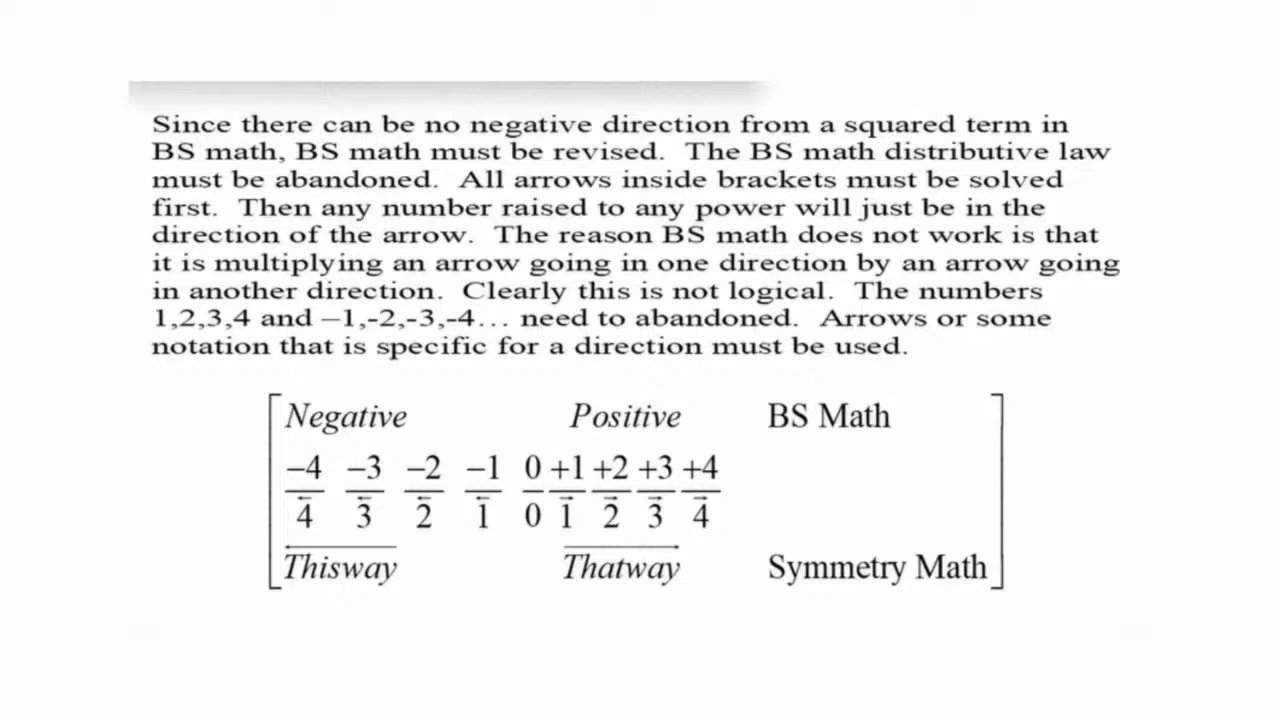 Since there can be no negative direction from a squared term in
BS math, BS math must be revised. The BS math distributive law
must be abandoned. All arrows inside brackets must be solved
first. Then any number raised to any power will just be in the
direction of the arrow. The reason BS math does not work is that
it is multiplying an arrow going in one direction by an arrow going
in another direction. Clearly this is not logical. The numbers
1,2,3,4 and –1,-2,-3,-4... need to abandoned. Arrows or some
notation that is specific for a direction must be used.
Negative Positive BS Math
−4 −3 −2 −1 0 +1 +2 +3 +4
←4 ←3 ←2 ←1 0 →1 →2 →3 →4
Thisway Thatway Symmetry Math